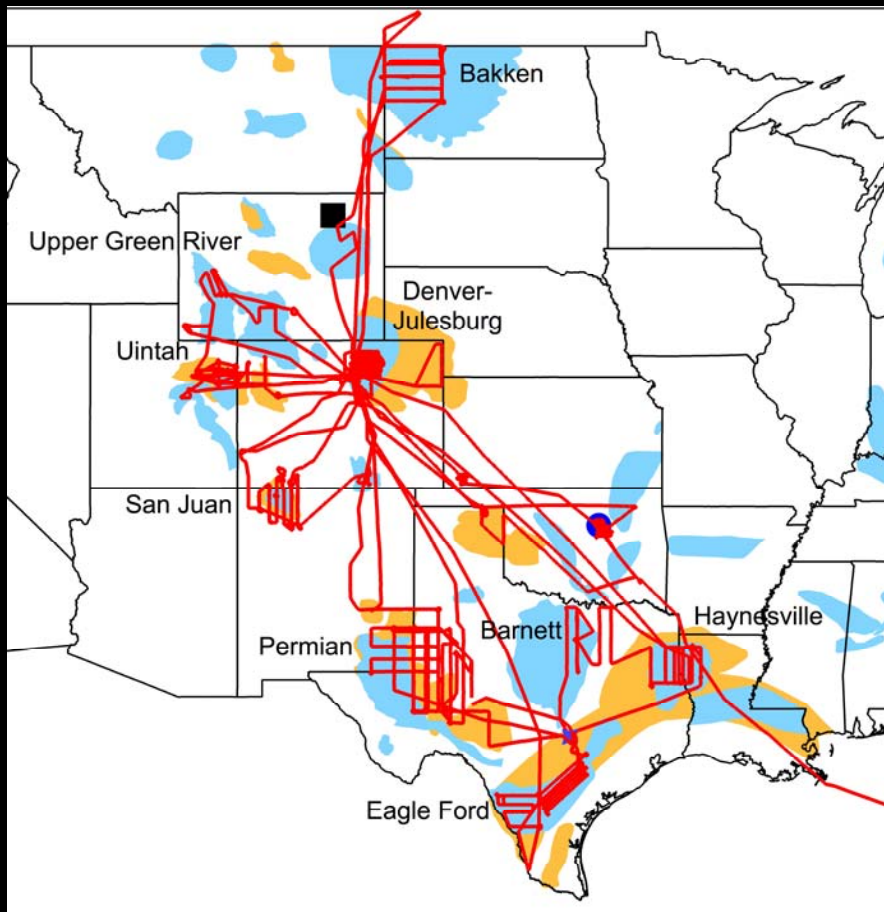 Bakken
Upper Green River
Denver-
Julesburg
Uintah
San Juan
Haynesville
Barnett
Permian
Eagle Ford